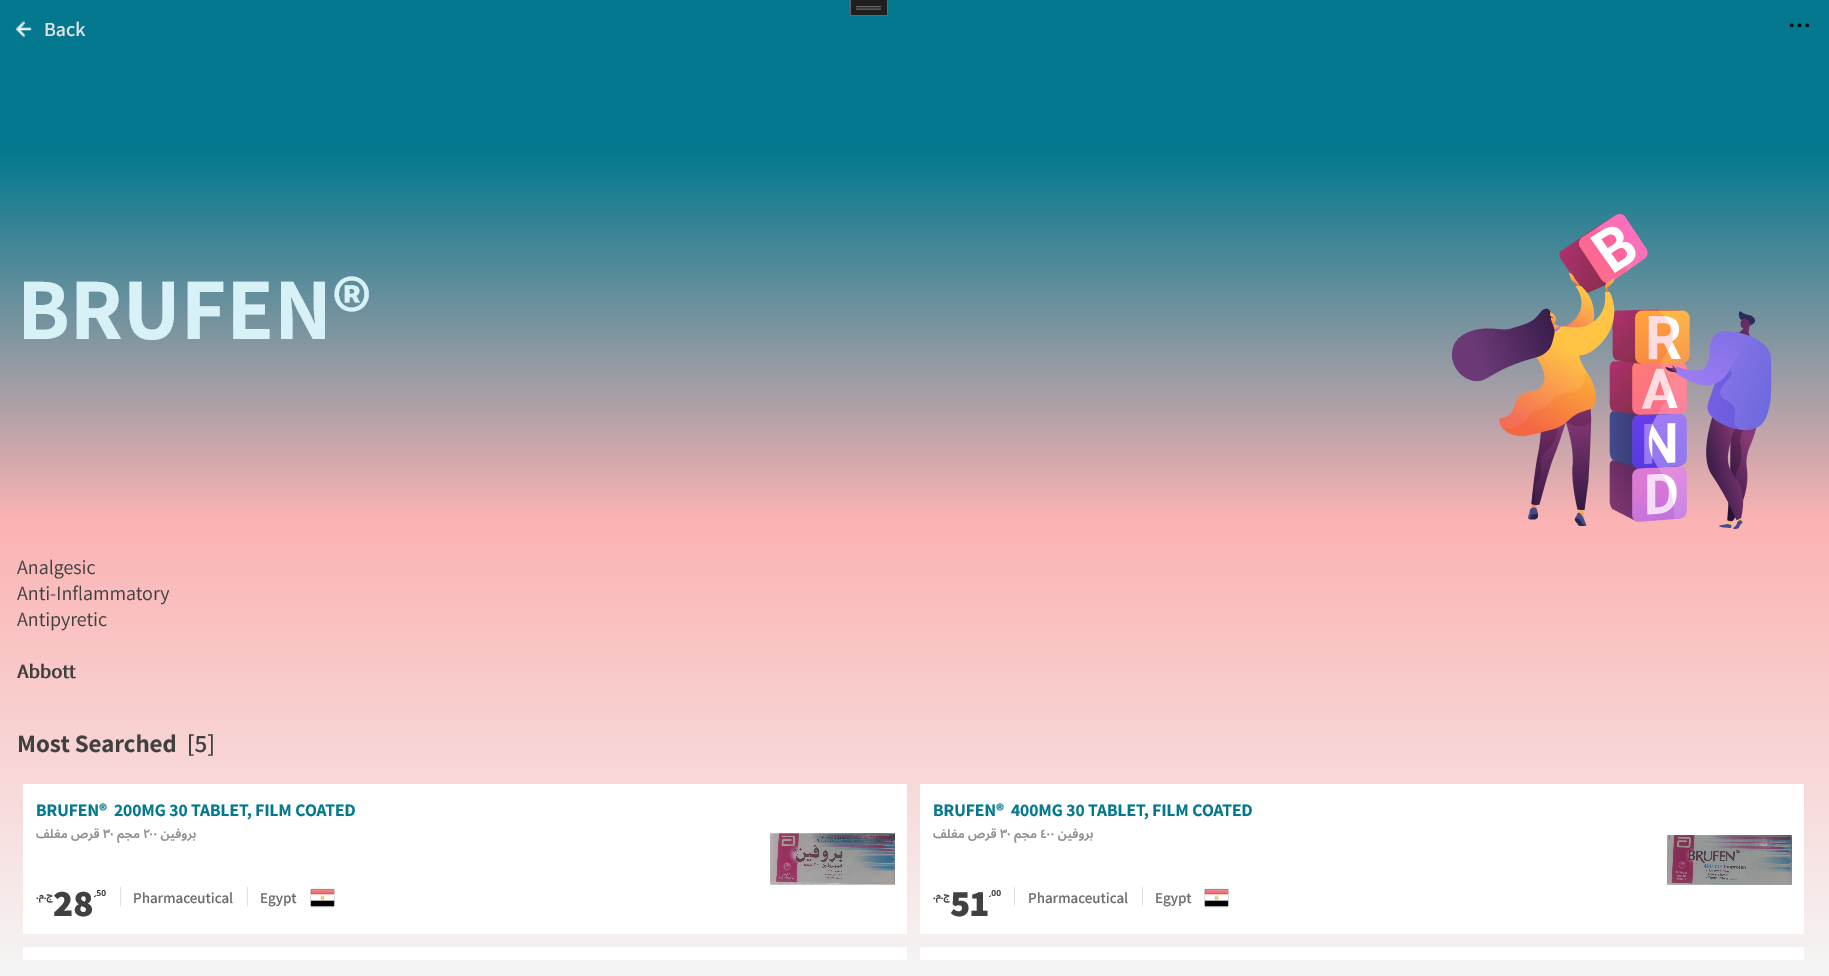 Back
BRUFEN®
B
R
A
N
D
Analgesic
Anti-Inflammatory
Antipyretic
Abbott
Most Searched [5]
BRUFEN® 200MG 30 TABLET, FILM COATED
بروفين ٢٠٠ مجم ٣٠ قرص مغلف
بروفين
ج.م.28.50
Pharmaceutical
Egypt
BRUFEN® 400MG 30 TABLET, FILM COATED
بروفين ٤٠٠ مجم ٣٠ قرص مغلف
BRUFEN
ج.م.51.00
Pharmaceutical
Egypt